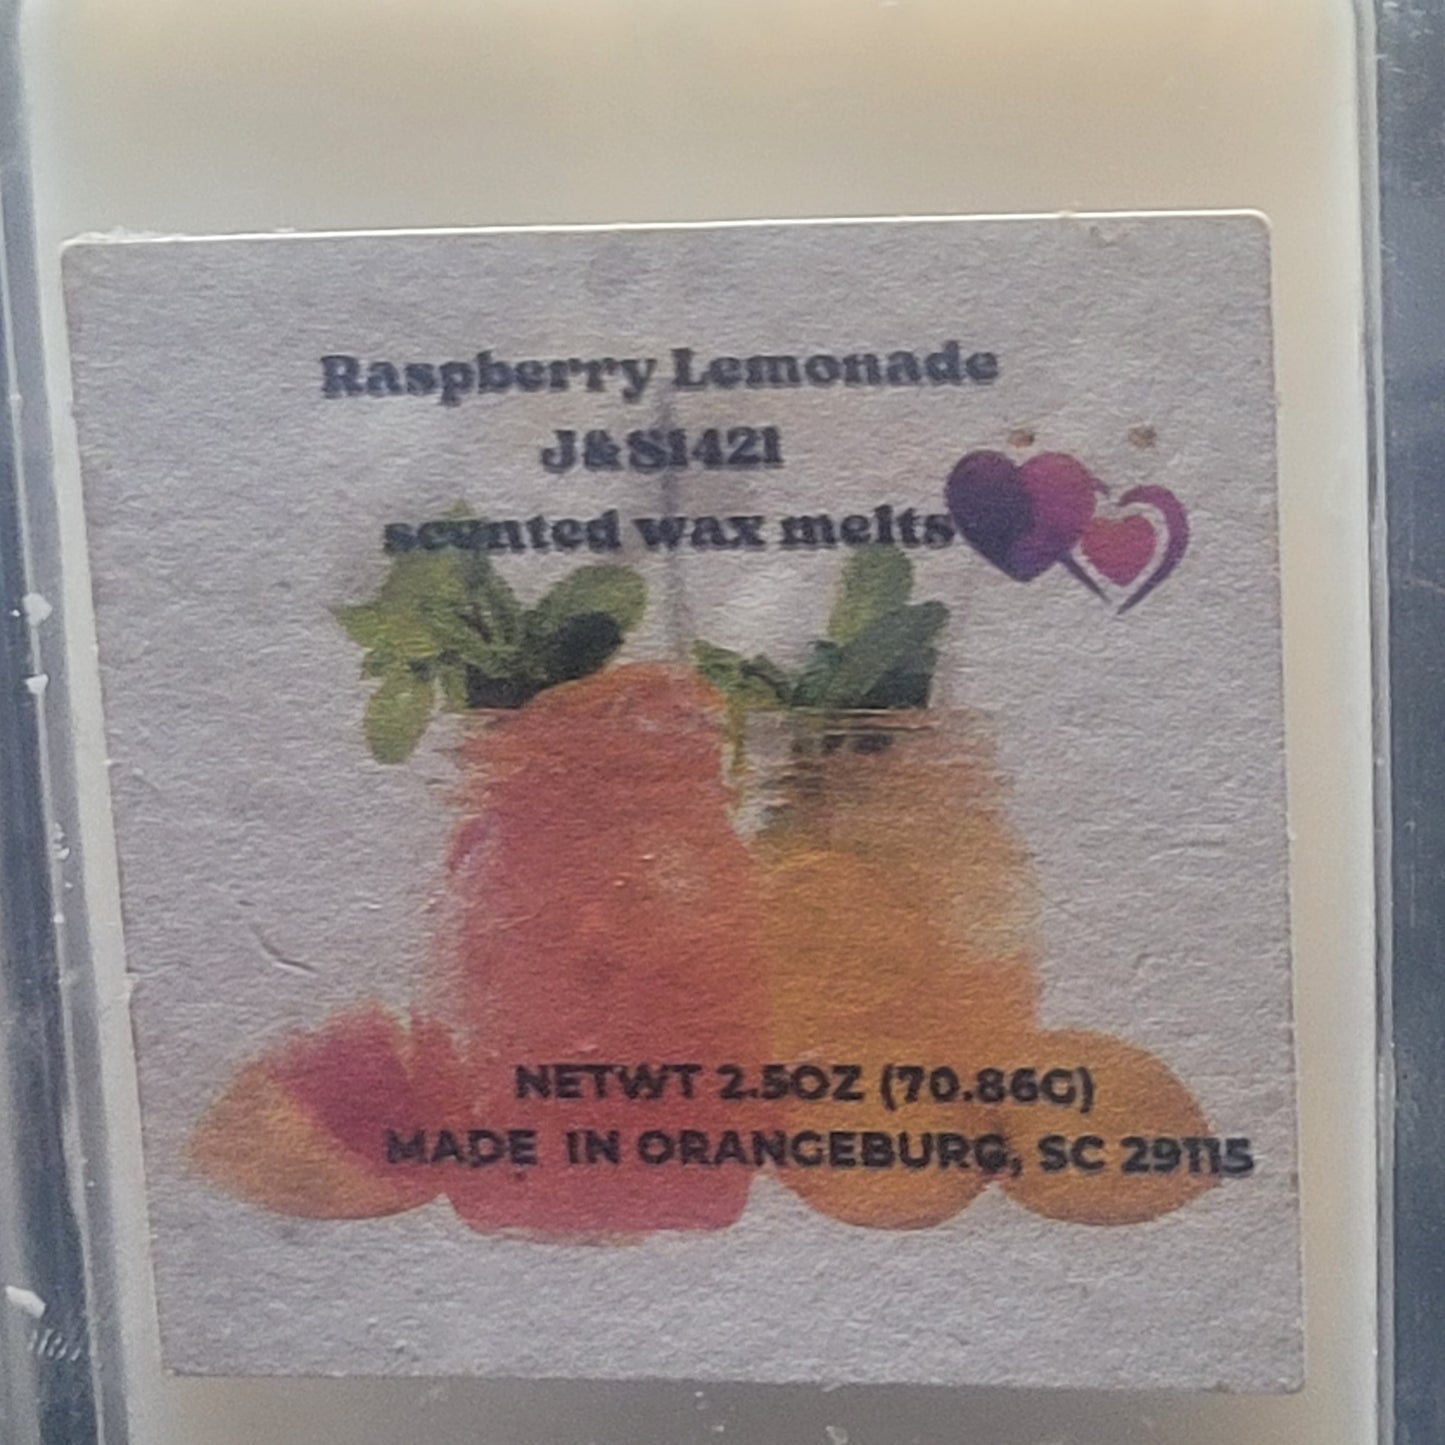 Raspberry Lemonade
J&S1421
scented wax melts
NETWT 2.5OZ (70.86G)
MADE IN ORANGEBURG, SC 29115